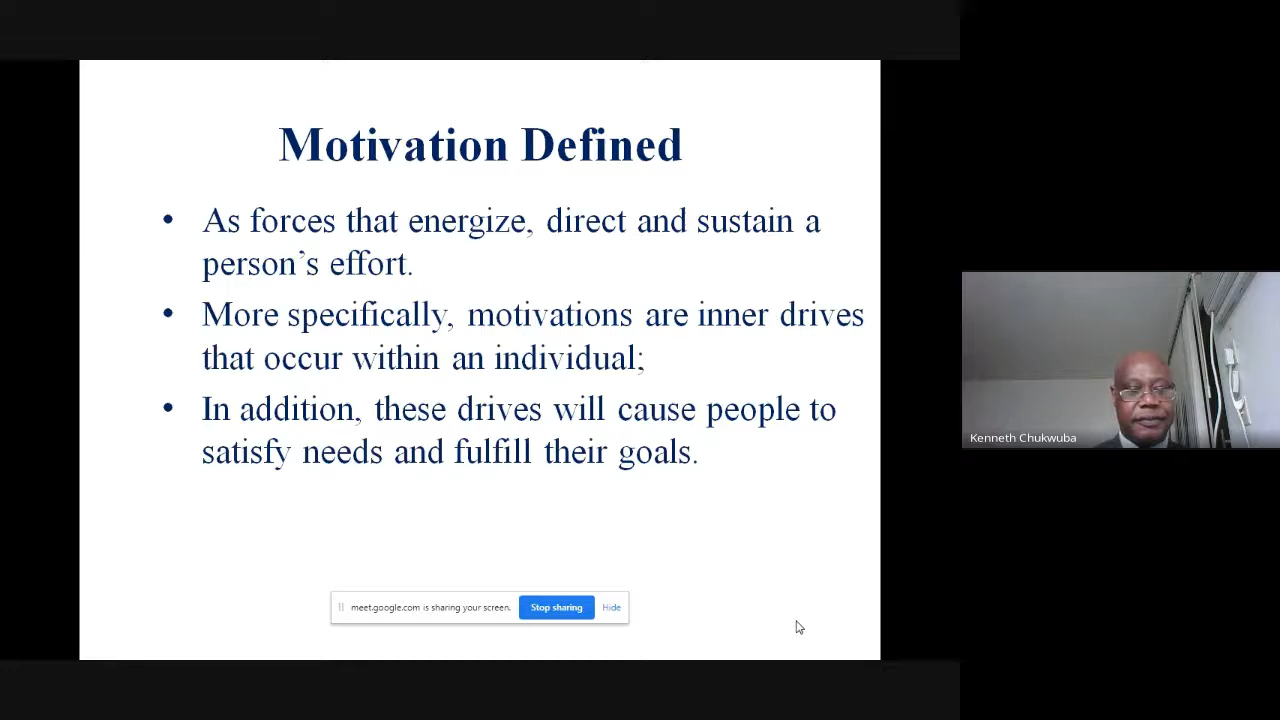 Motivation Defined
• As forces that energize, direct and sustain a
person’s effort.
• More specifically, motivations are inner drives
that occur within an individual;
• In addition, these drives will cause people to
satisfy needs and fulfill their goals.
meet.google.com is sharing your screen. Stop sharing Hide
Kenneth Chukwuba